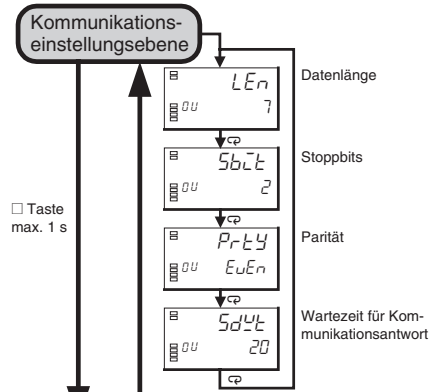 Kommunikations-
einstellungsebene
LEn
0U 7
Datenlänge
SbIt
0U 2
Stoppbits
□ Taste
max. 1 s
PrtY
0U EuEn
Parität
SdWt
0U 20
Wartezeit für Kom-
munikationsantwort